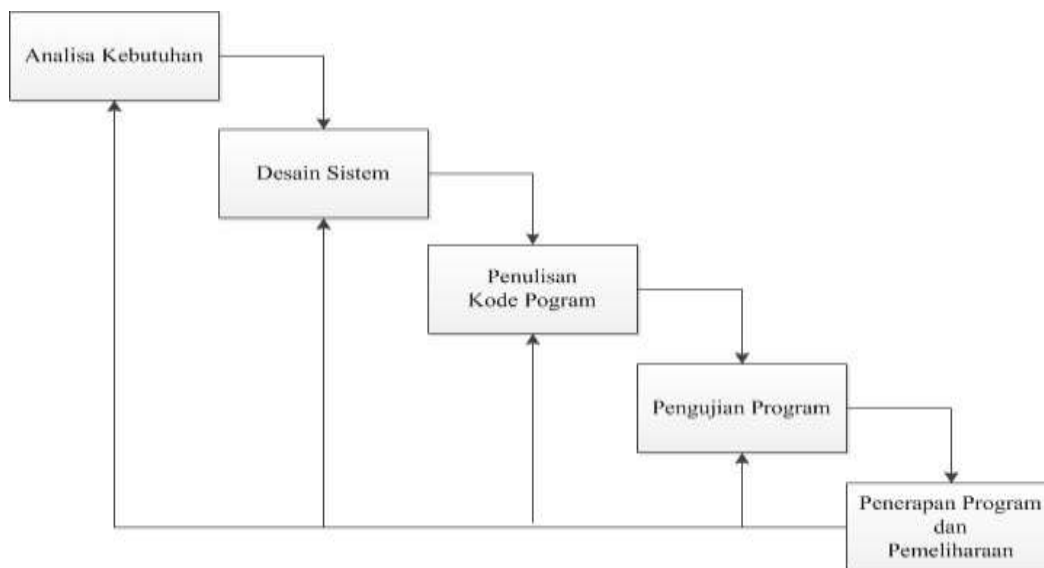 Analisa Kebutuhan
Desain Sistem
Penulisan
Kode Pogram
Pengujian Program
Penerapan Program
dan
Pemeliharaan